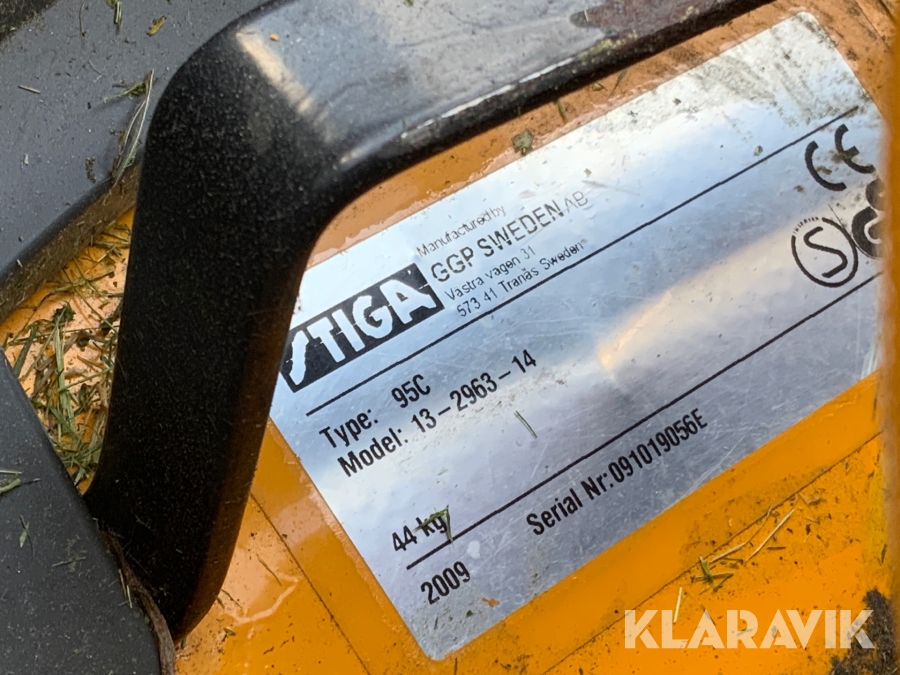 Manufactured by
GGP SWEDEN AB
Västra vägen 31
573 41 Tranås Sweden
STIGA
Type: 95C
Model: 13-2963-14
44 kg
Serial Nr: 091019056E
2009
CE
S
KLARAVIK